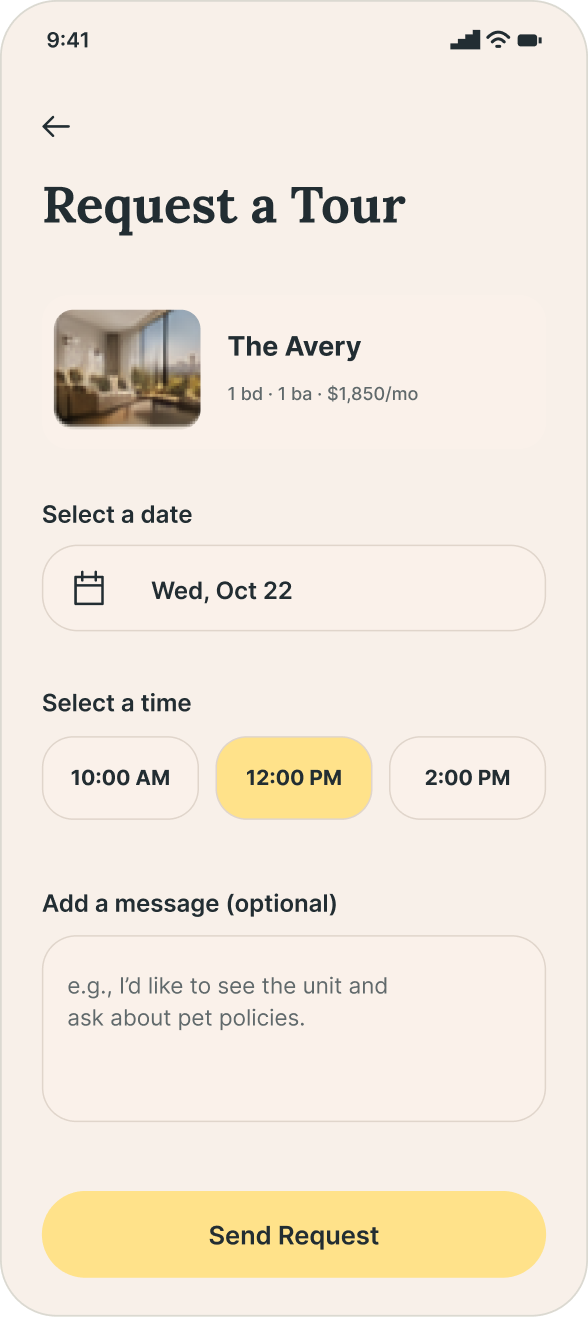 9:41
Request a Tour
The Avery
1 bd · 1 ba · $1,850/mo
Select a date
Wed, Oct 22
Select a time
10:00 AM 12:00 PM 2:00 PM
Add a message (optional)
e.g., I’d like to see the unit and
ask about pet policies.
Send Request